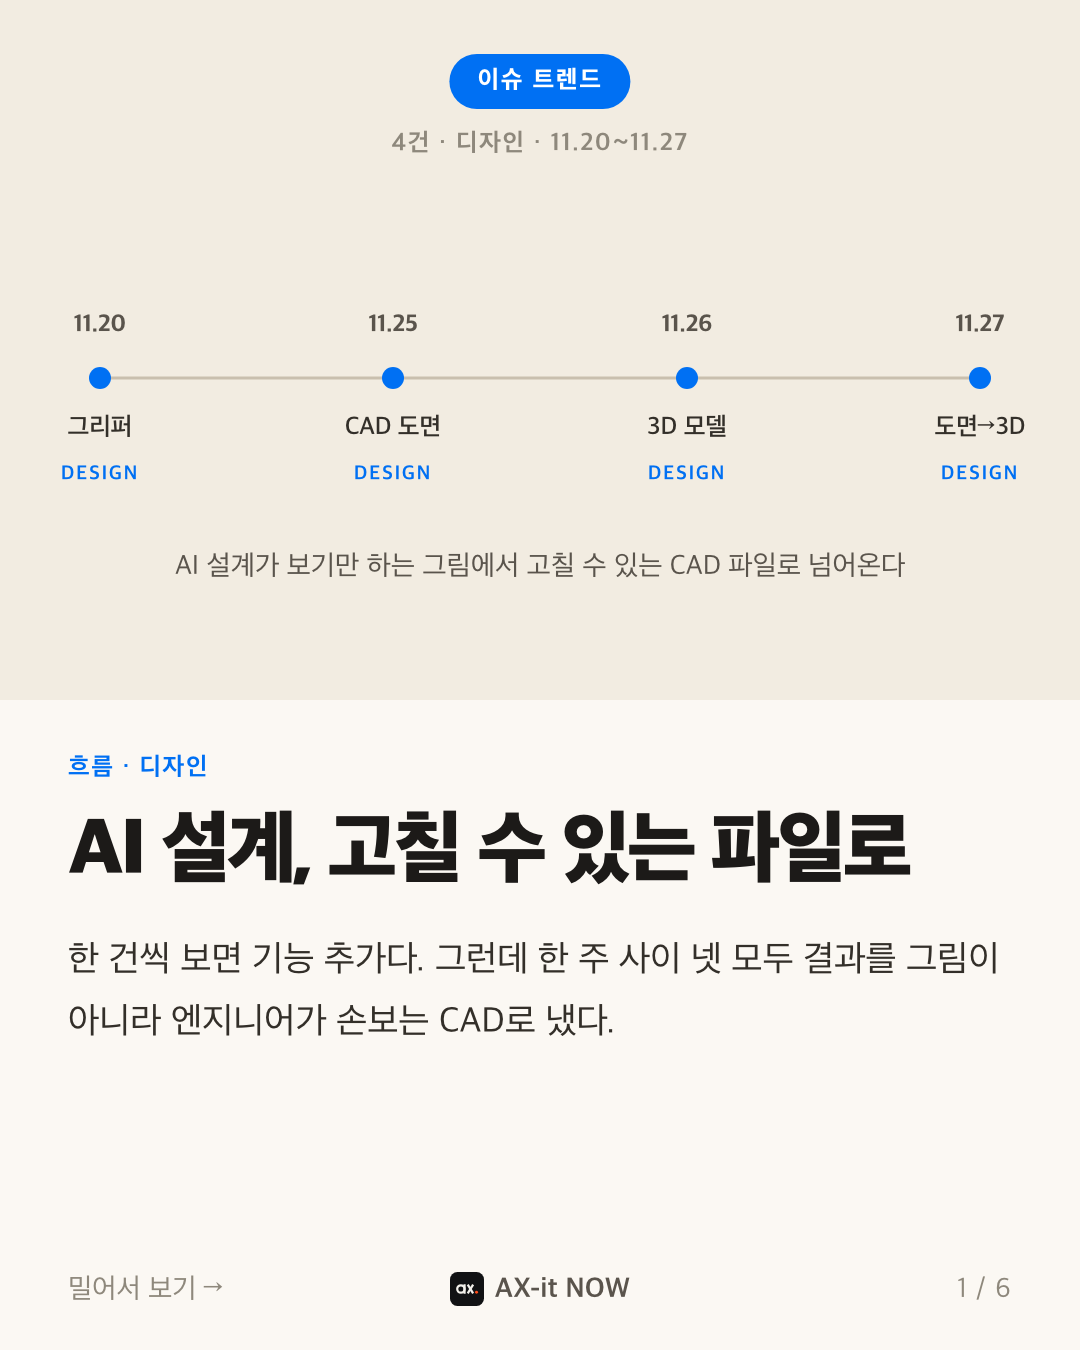 이슈 트렌드
4건 · 디자인 · 11.20~11.27
11.20 11.25 11.26 11.27
그리퍼 CAD 도면 3D 모델 도면→3D
DESIGN DESIGN DESIGN DESIGN
AI 설계가 보기만 하는 그림에서 고칠 수 있는 CAD 파일로 넘어온다
흐름 · 디자인
AI 설계, 고칠 수 있는 파일로
한 건씩 보면 기능 추가다. 그런데 한 주 사이 넷 모두 결과를 그림이
아니라 엔지니어가 손보는 CAD로 냈다.
밀어서 보기 → ax. AX-it NOW 1 / 6